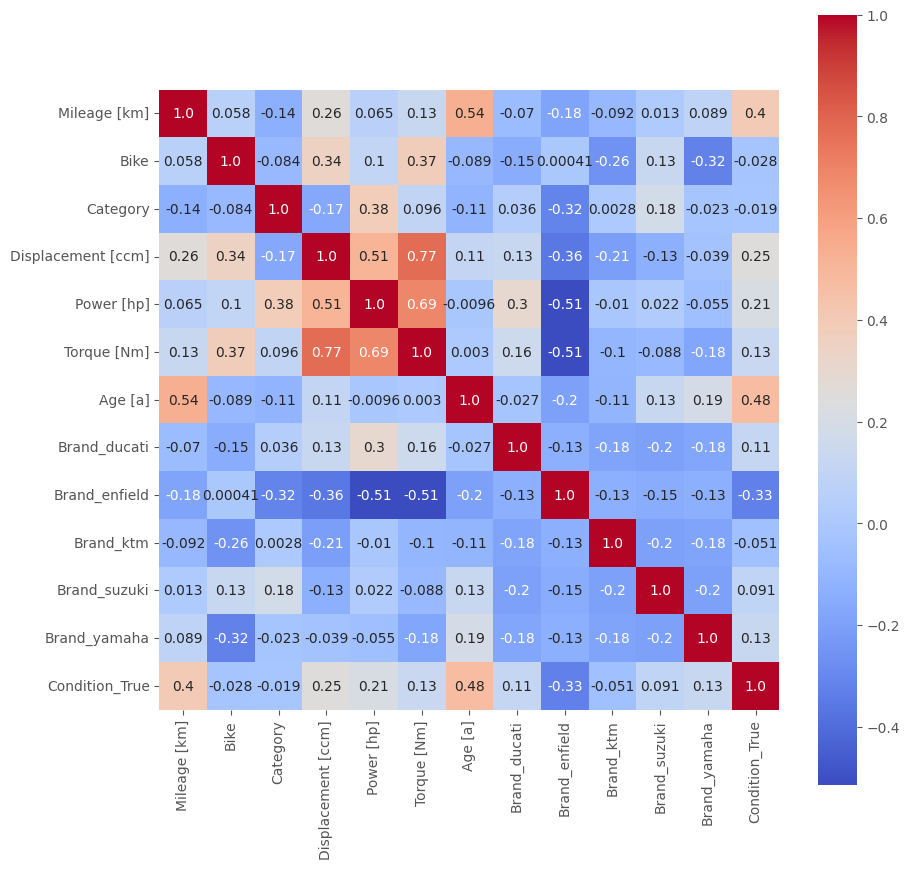 Mileage [km] 1.0 0.058 -0.14 0.26 0.065 0.13 0.54 -0.07 -0.18 -0.092 0.013 0.089 0.4
Bike 0.058 1.0 -0.084 0.34 0.1 0.37 -0.089 -0.15 0.00041 -0.26 0.13 -0.32 -0.028
Category -0.14 -0.084 1.0 -0.17 0.38 0.096 -0.11 0.036 -0.32 0.0028 0.18 -0.023 -0.019
Displacement [ccm] 0.26 0.34 -0.17 1.0 0.51 0.77 0.11 0.13 -0.36 -0.21 -0.13 -0.039 0.25
Power [hp] 0.065 0.1 0.38 0.51 1.0 0.69 -0.0096 0.3 -0.51 -0.01 0.022 -0.055 0.21
Torque [Nm] 0.13 0.37 0.096 0.77 0.69 1.0 0.003 0.16 -0.51 -0.1 -0.088 -0.18 0.13
Age [a] 0.54 -0.089 -0.11 0.11 -0.0096 0.003 1.0 -0.027 -0.2 -0.11 0.13 0.19 0.48
Brand_ducati -0.07 -0.15 0.036 0.13 0.3 0.16 -0.027 1.0 -0.13 -0.18 -0.2 -0.18 0.11
Brand_enfield -0.18 0.00041 -0.32 -0.36 -0.51 -0.51 -0.2 -0.13 1.0 -0.13 -0.15 -0.13 -0.33
Brand_ktm -0.092 -0.26 0.0028 -0.21 -0.01 -0.1 -0.11 -0.18 -0.13 1.0 -0.2 -0.18 -0.051
Brand_suzuki 0.013 0.13 0.18 -0.13 0.022 -0.088 0.13 -0.2 -0.15 -0.2 1.0 -0.2 0.091
Brand_yamaha 0.089 -0.32 -0.023 -0.039 -0.055 -0.18 0.19 -0.18 -0.13 -0.18 -0.2 1.0 0.13
Condition_True 0.4 -0.028 -0.019 0.25 0.21 0.13 0.48 0.11 -0.33 -0.051 0.091 0.13 1.0
Mileage [km]
Bike
Category
Displacement [ccm]
Power [hp]
Torque [Nm]
Age [a]
Brand_ducati
Brand_enfield
Brand_ktm
Brand_suzuki
Brand_yamaha
Condition_True
1.0
0.8
0.6
0.4
0.2
0.0
−0.2
−0.4